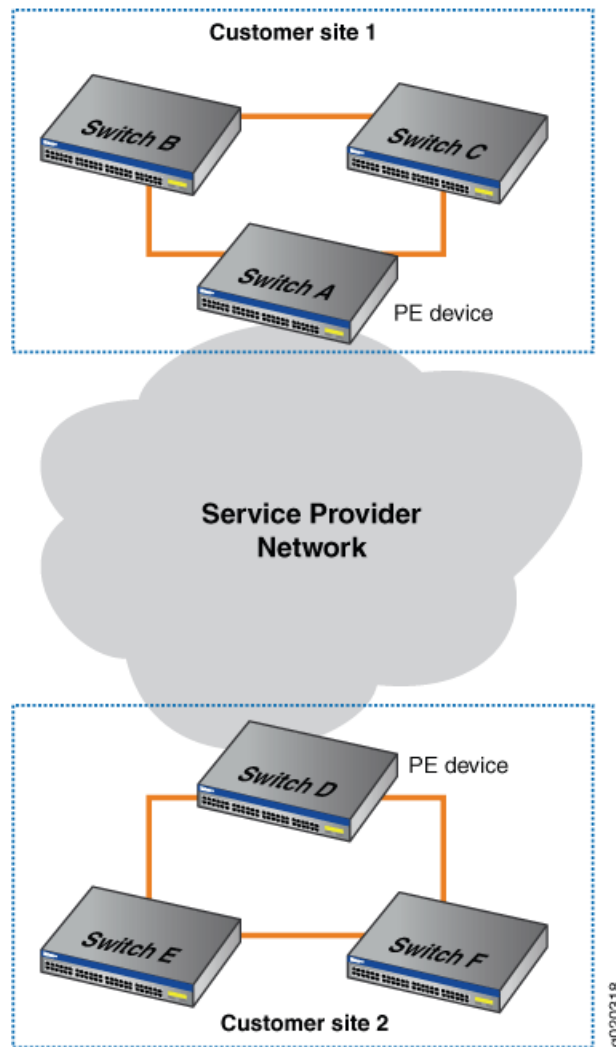 Customer site 1
Switch B
Switch C
Switch A
PE device
Service Provider
Network
Switch D
PE device
Switch E
Switch F
Customer site 2
g020318